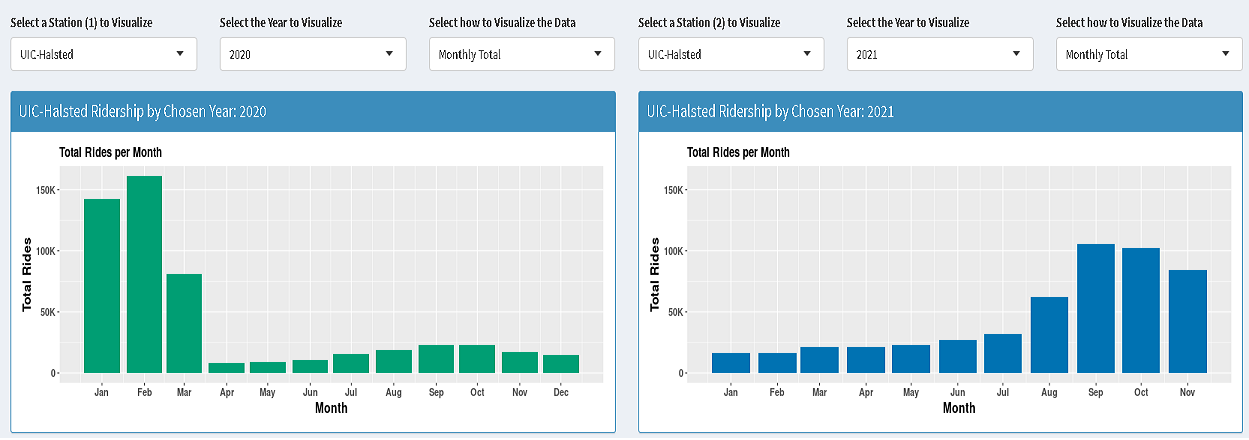 Select a Station (1) to Visualize
UIC-Halsted
Select the Year to Visualize
2020
Select how to Visualize the Data
Monthly Total
Select a Station (2) to Visualize
UIC-Halsted
Select the Year to Visualize
2021
Select how to Visualize the Data
Monthly Total
UIC-Halsted Ridership by Chosen Year: 2020
Total Rides per Month
Total Rides
150K
100K
50K
0
Jan Feb Mar Apr May Jun Jul Aug Sep Oct Nov Dec
Month
UIC-Halsted Ridership by Chosen Year: 2021
Total Rides per Month
Total Rides
150K
100K
50K
0
Jan Feb Mar Apr May Jun Jul Aug Sep Oct Nov
Month